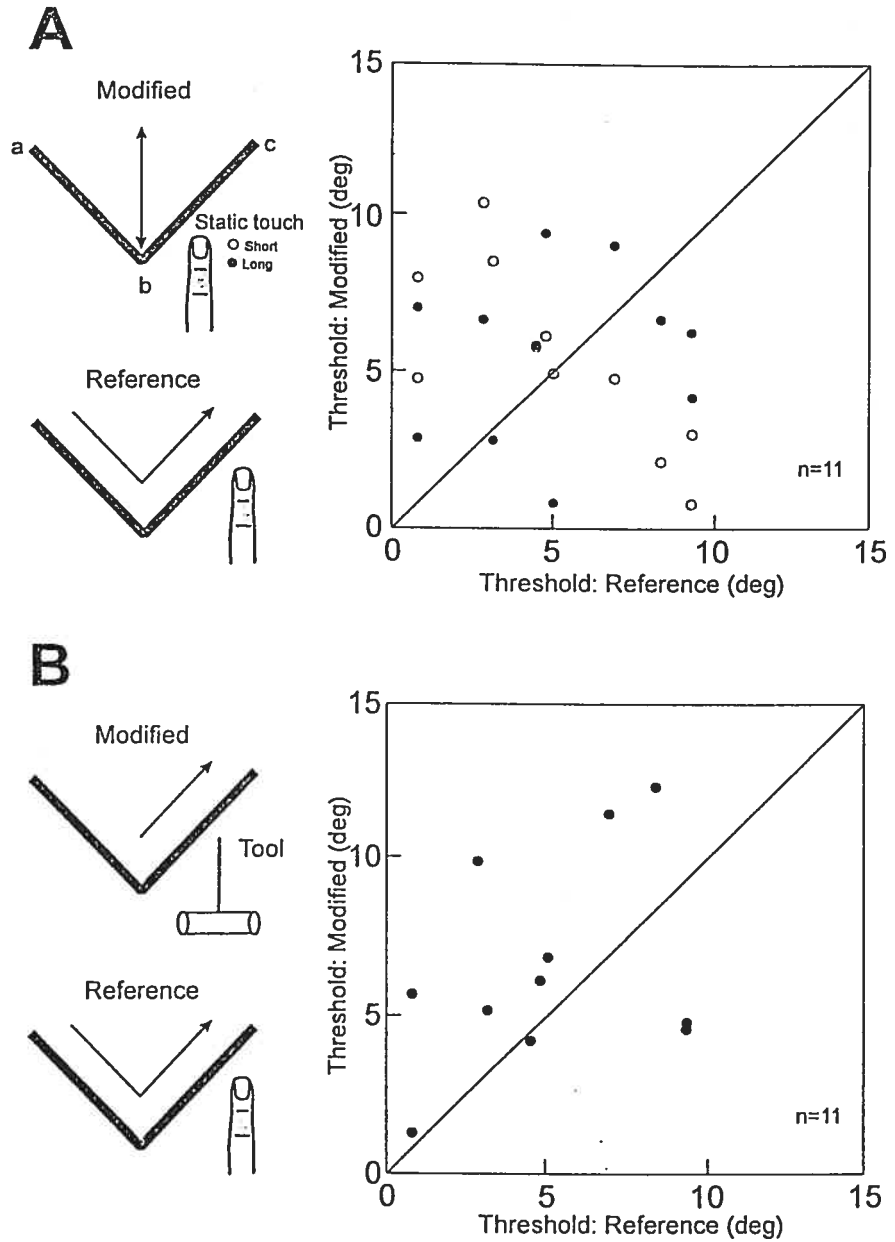 A
Modified
a
c
Static touch
Short
Long
b
Reference
Threshold: Modified (deg)
15
10
5
0
n=11
0
5
10
15
Threshold: Reference (deg)
B
Modified
Tool
Reference
Threshold: Modified (deg)
15
10
5
0
n=11
0
5
10
15
Threshold: Reference (deg)